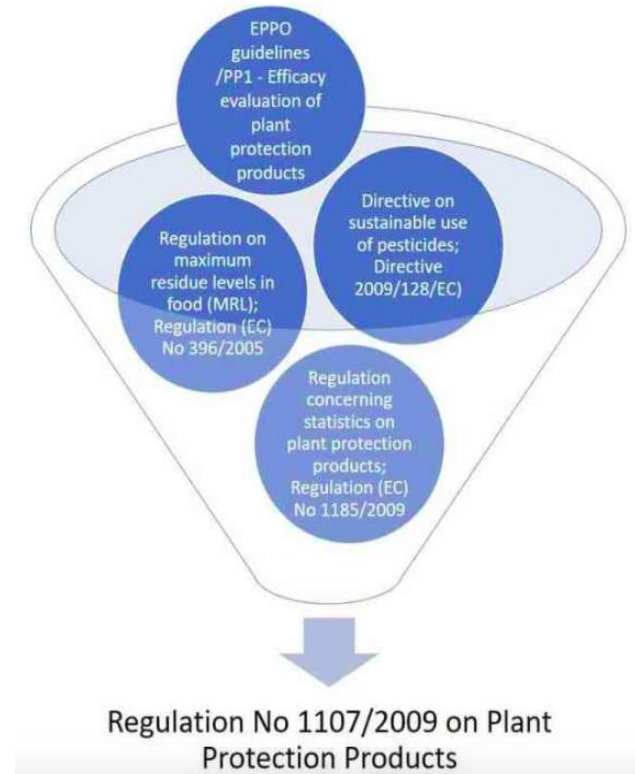 EPPO
guidelines
/PP1 - Efficacy
evaluation of
plant
protection
products
Directive on
sustainable use
of pesticides;
Directive
2009/128/EC)
Regulation on
maximum
residue levels in
food (MRL);
Regulation (EC)
No 396/2005
Regulation
concerning
statistics on
plant protection
products;
Regulation (EC)
No 1185/2009
Regulation No 1107/2009 on Plant
Protection Products